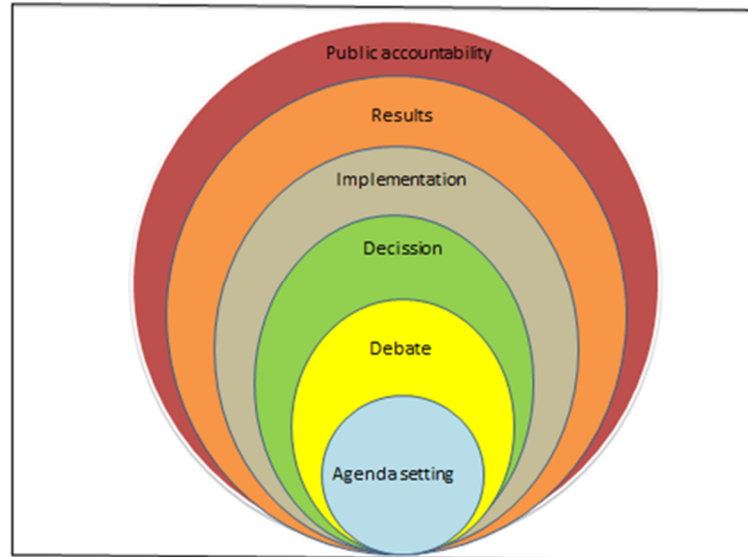 Public accountability
Results
Implementation
Decission
Debate
Agenda setting